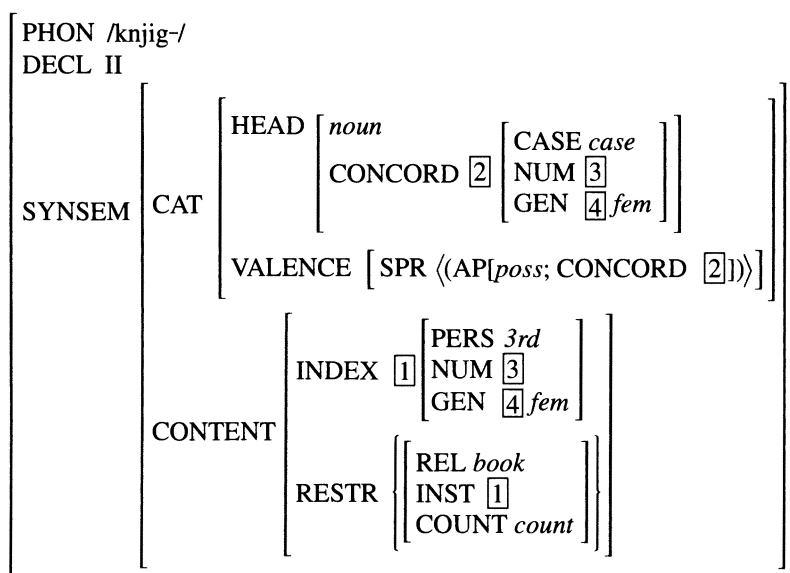 PHON /knjig-/
DECL II
SYNSEM
CAT
HEAD
noun
CONCORD 2
CASE case
NUM 3
GEN 4 fem
VALENCE [ SPR ⟨(AP[poss; CONCORD 2])⟩]
CONTENT
INDEX 1
PERS 3rd
NUM 3
GEN 4 fem
RESTR
REL book
INST 1
COUNT count